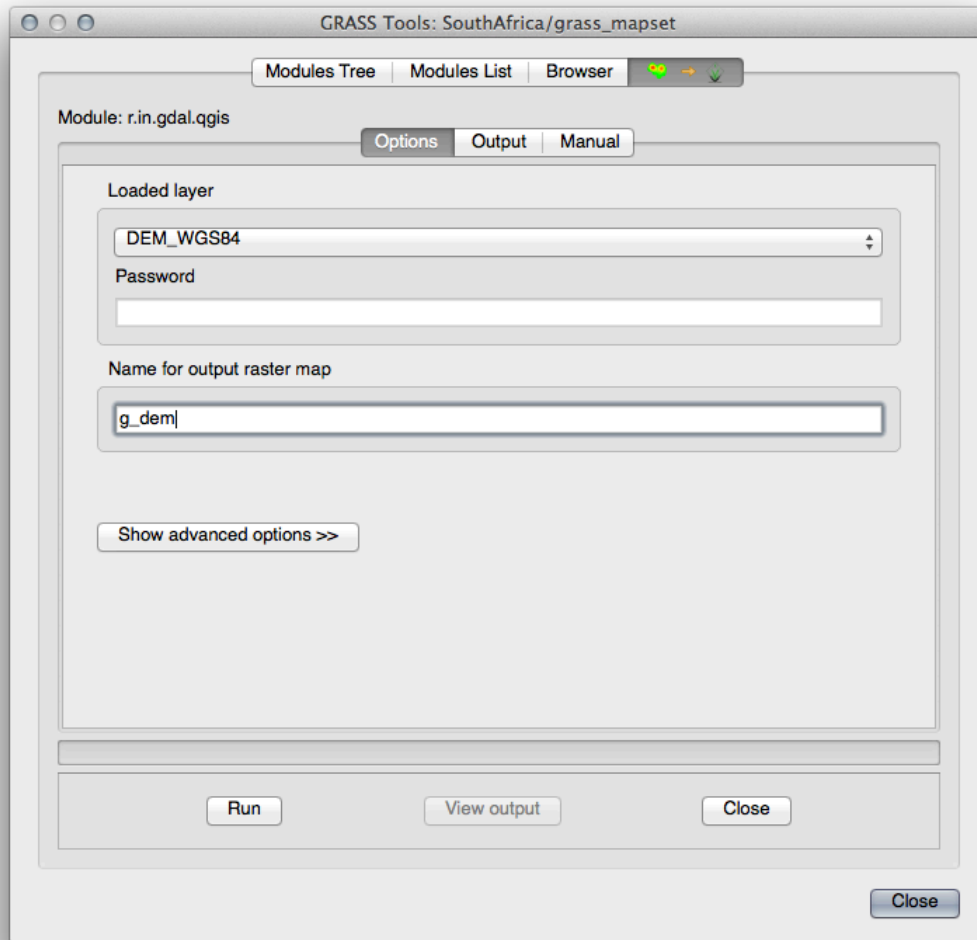 GRASS Tools: SouthAfrica/grass_mapset
Modules Tree Modules List Browser
Module: r.in.gdal.qgis
Options Output Manual
Loaded layer
DEM_WGS84
Password
Name for output raster map
g_dem
Show advanced options >>
Run View output Close
Close